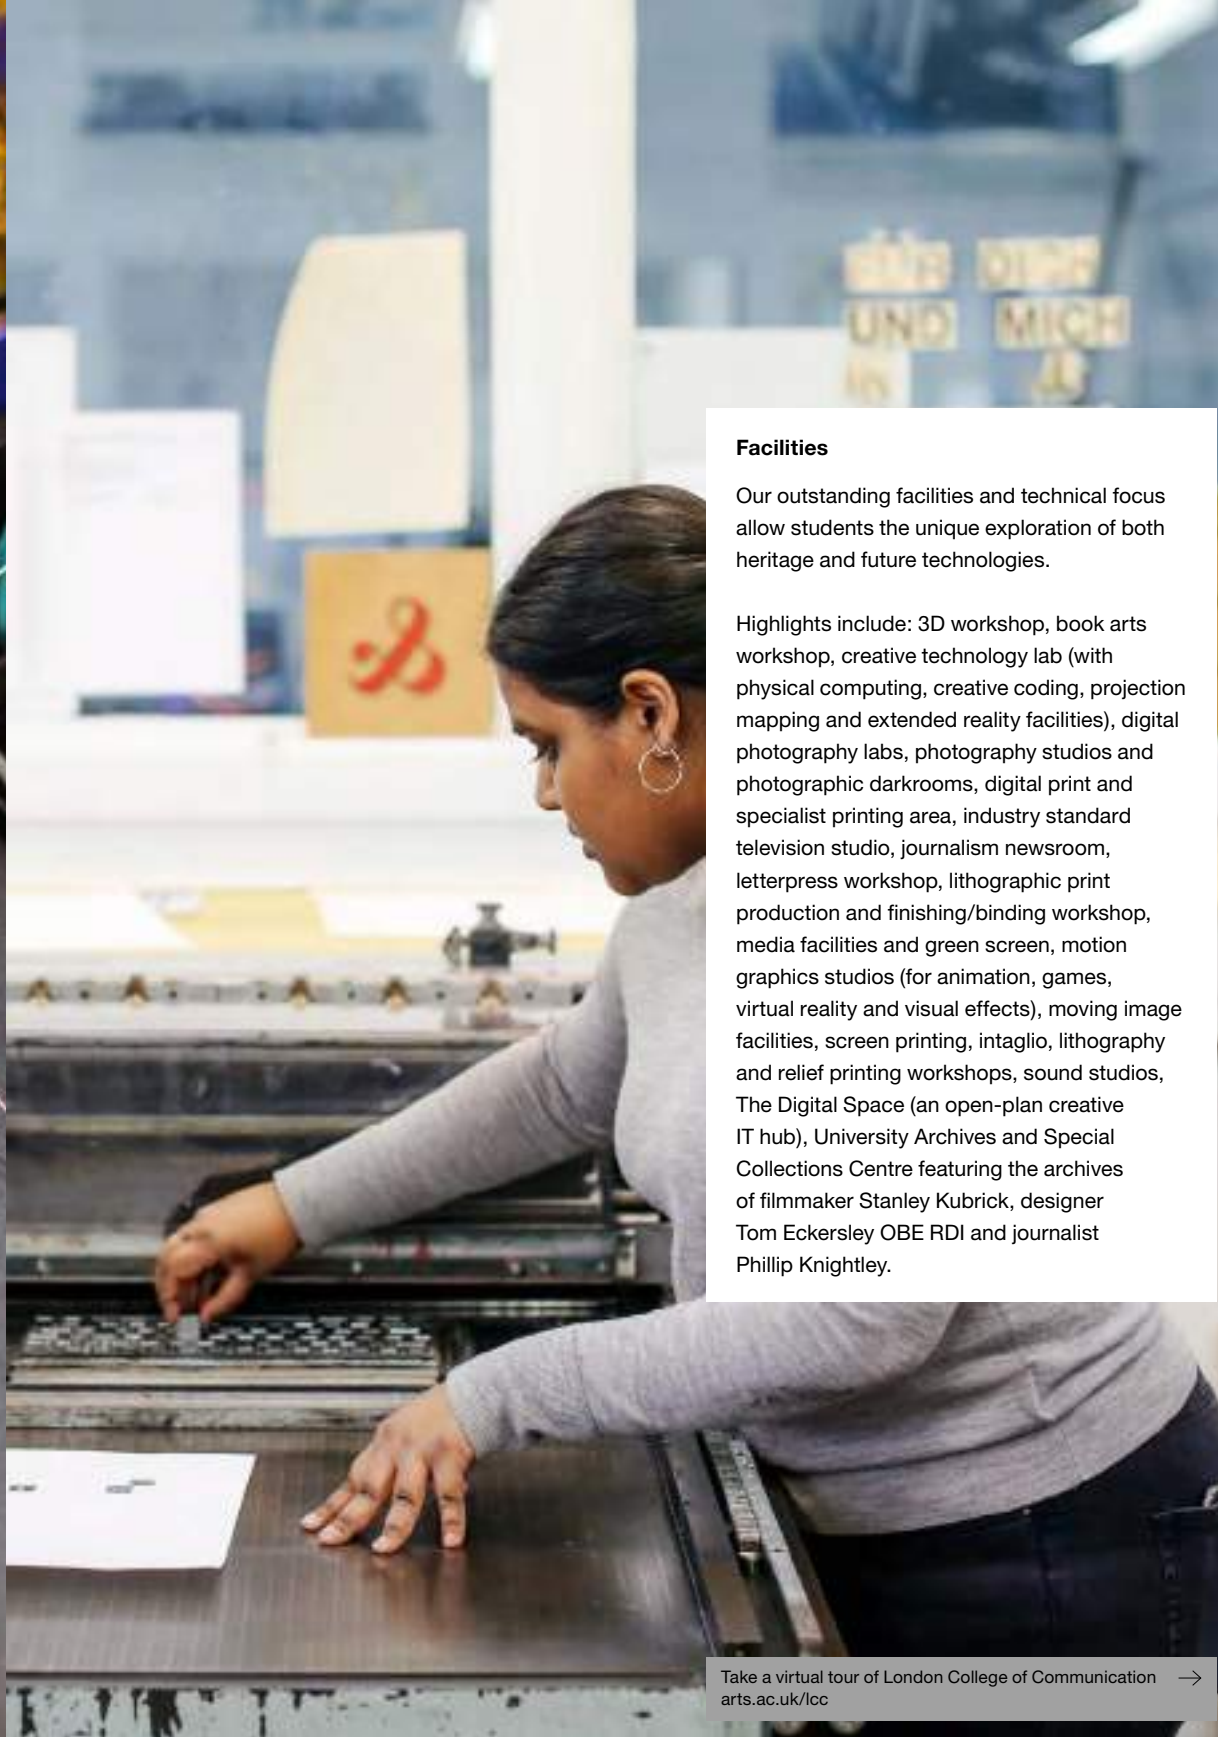 FÜR DICH
UND MICH
&
Facilities
Our outstanding facilities and technical focus
allow students the unique exploration of both
heritage and future technologies.
Highlights include: 3D workshop, book arts
workshop, creative technology lab (with
physical computing, creative coding, projection
mapping and extended reality facilities), digital
photography labs, photography studios and
photographic darkrooms, digital print and
specialist printing area, industry standard
television studio, journalism newsroom,
letterpress workshop, lithographic print
production and finishing/binding workshop,
media facilities and green screen, motion
graphics studios (for animation, games,
virtual reality and visual effects), moving image
facilities, screen printing, intaglio, lithography
and relief printing workshops, sound studios,
The Digital Space (an open-plan creative
IT hub), University Archives and Special
Collections Centre featuring the archives
of filmmaker Stanley Kubrick, designer
Tom Eckersley OBE RDI and journalist
Phillip Knightley.
Take a virtual tour of London College of Communication →
arts.ac.uk/lcc